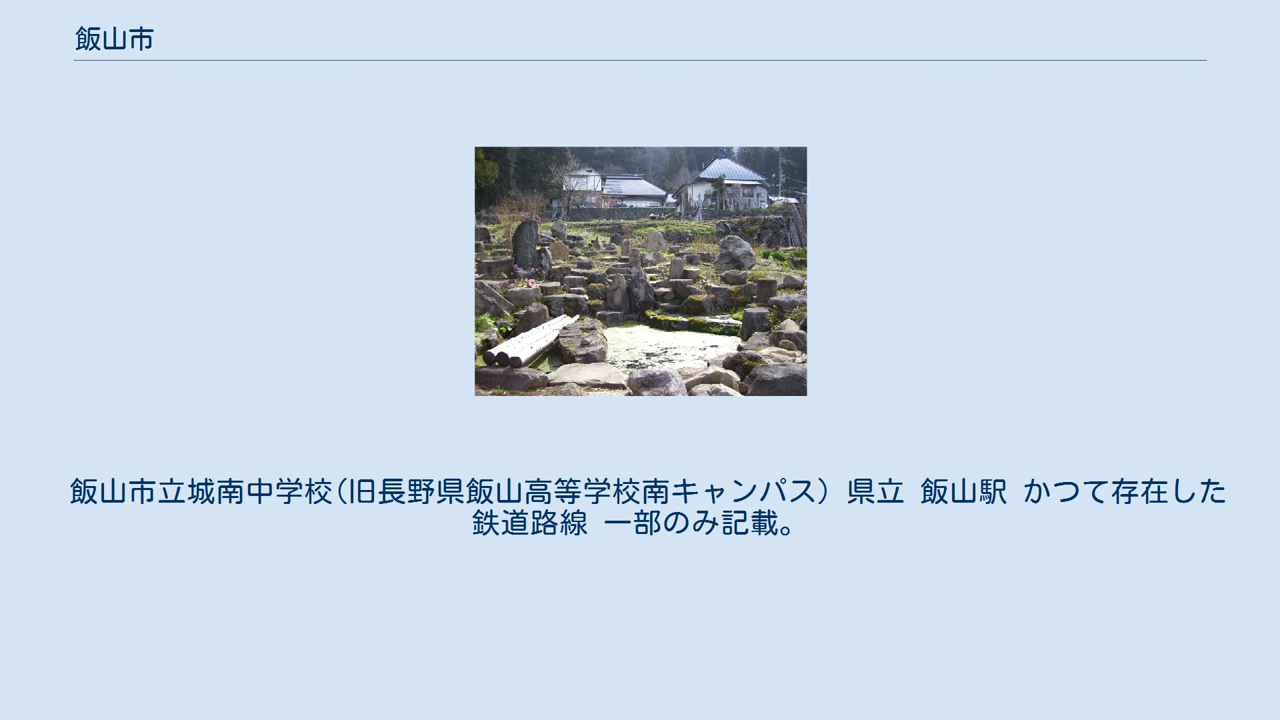 飯山市
飯山市立城南中学校(旧長野県飯山高等学校南キャンパス) 県立 飯山駅 かつて存在した
鉄道路線 一部のみ記載。